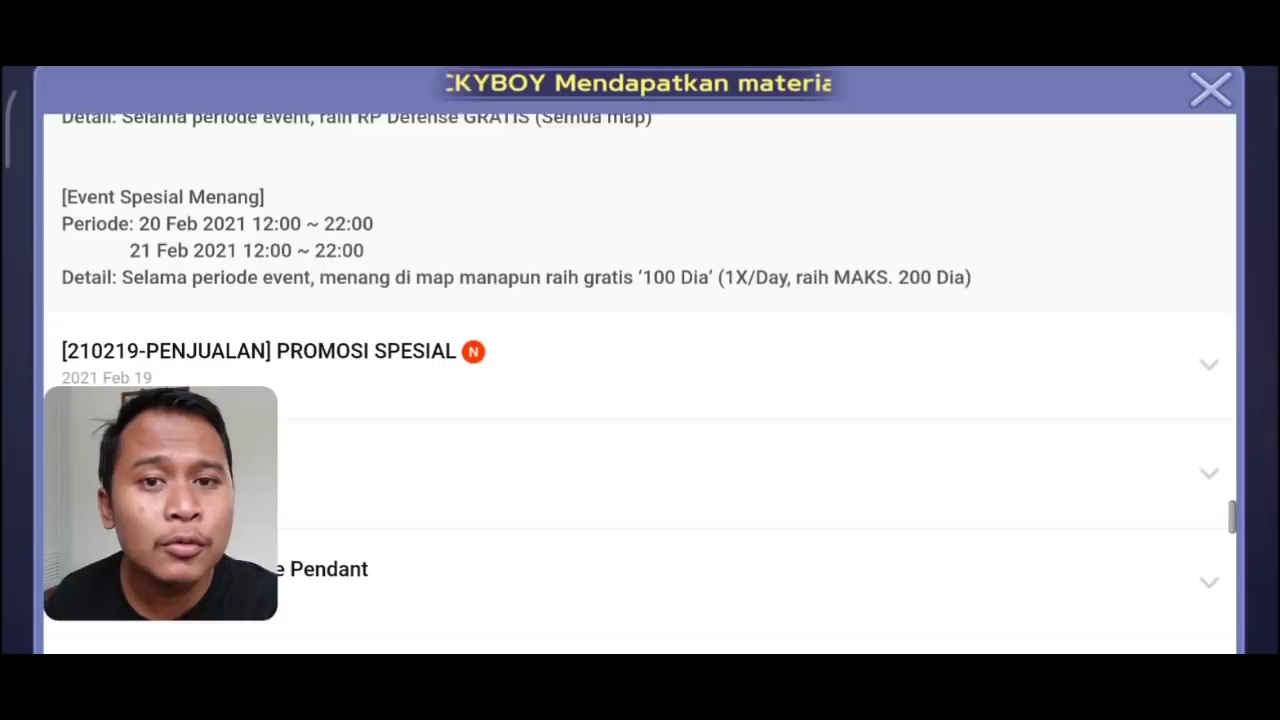 CKYBOY Mendapatkan materia
Detail: Selama periode event, raih RP Defense GRATIS (Semua map)
[Event Spesial Menang]
Periode: 20 Feb 2021 12:00 ~ 22:00
21 Feb 2021 12:00 ~ 22:00
Detail: Selama periode event, menang di map manapun raih gratis ‘100 Dia’ (1X/Day, raih MAKS. 200 Dia)
[210219-PENJUALAN] PROMOSI SPESIAL N
2021 Feb 19
e Pendant